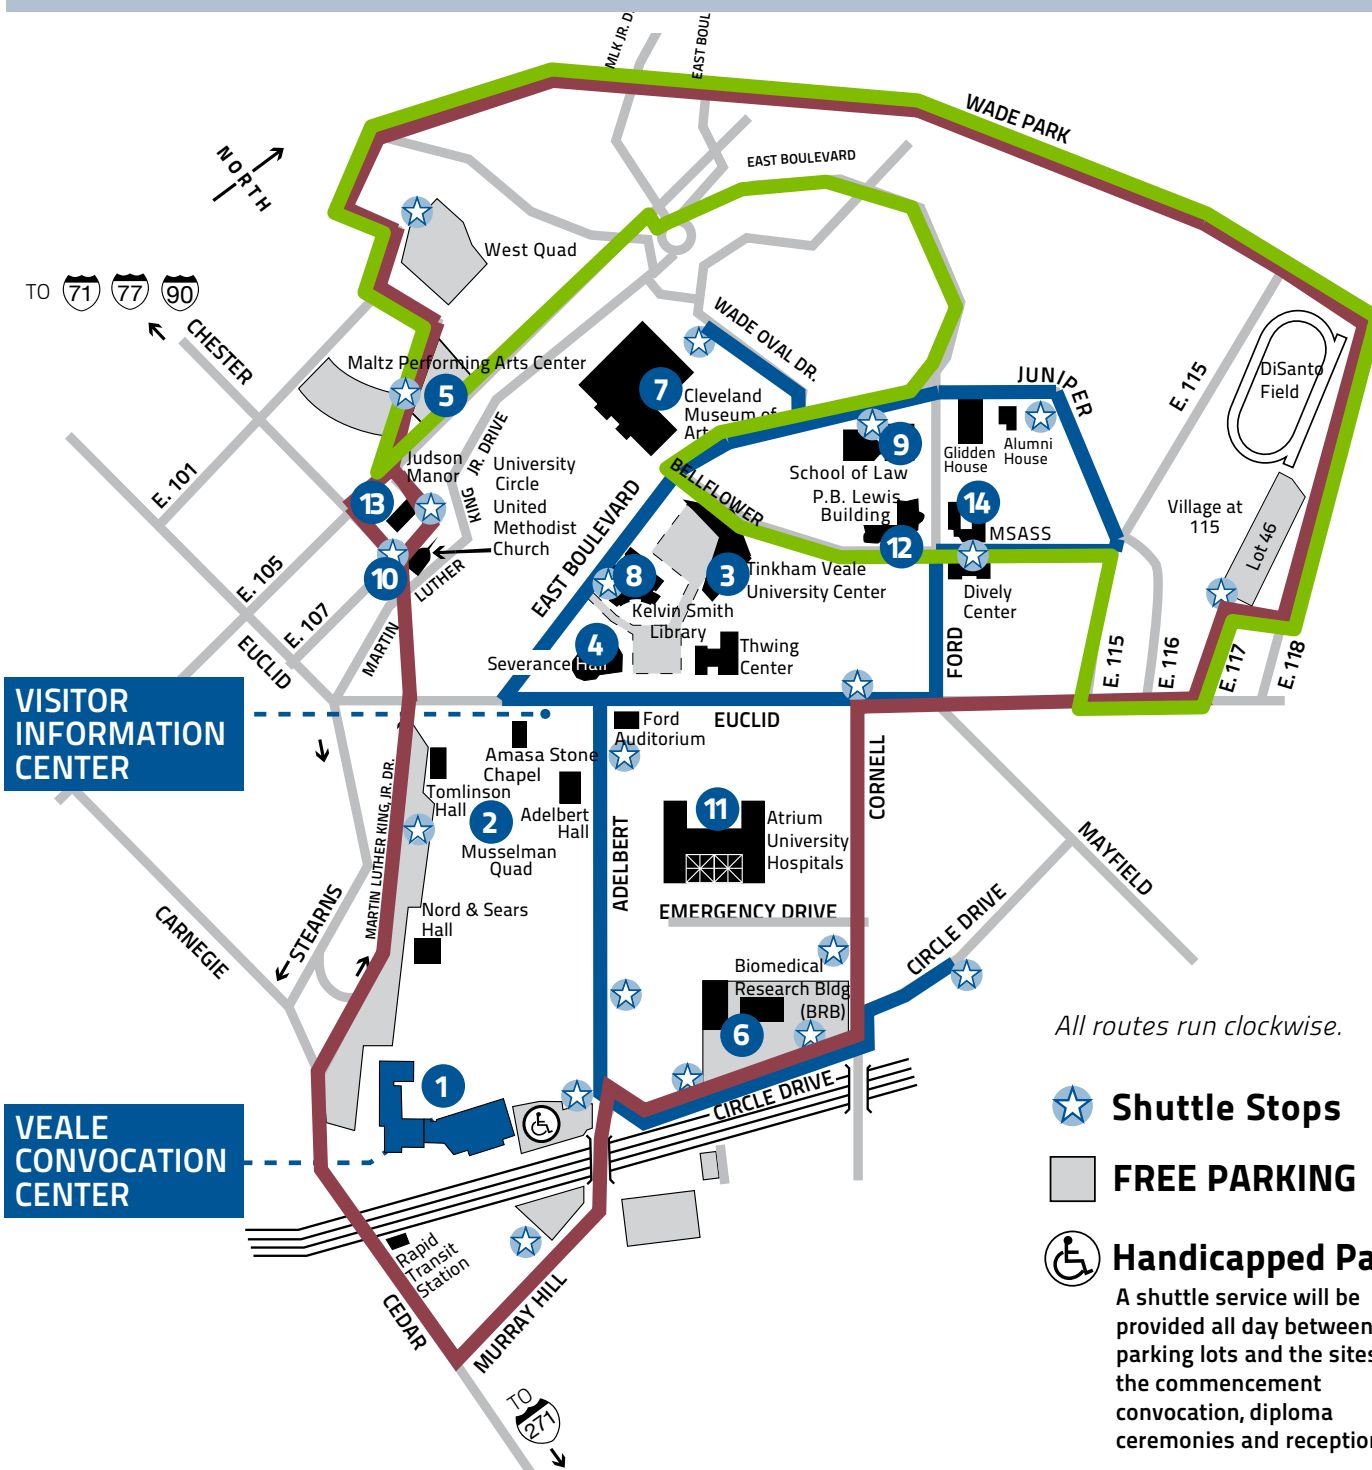 MLK JR. D
EAST BOUL
WADE PARK
NORTH
EAST BOULEVARD
West Quad
TO 71 77 90
CHESTER
WADE OVAL DR.
Maltz Performing Arts Center
5
7
Cleveland
Museum of
Art
JUNIPER
E. 115
DiSanto
Field
9
Glidden
House
Alumni
House
School of Law
JR. DRIVE
KING
LUTHER
MARTIN
Judson
Manor
University
Circle
United
Methodist
Church
E. 101
13
BELLFLOWER
P.B. Lewis
Building
14
MSASS
12
Village at
115
Lot 46
EAST BOULEVARD
10
8
3
Tinkham Veale
University Center
Kelvin Smith
Library
Dively
Center
E. 105
E. 107
EUCLID
4
Severance Hall
Thwing
Center
FORD
E. 115
E. 116
E. 117
E. 118
VISITOR
INFORMATION
CENTER
Ford
Auditorium
EUCLID
Amasa Stone
Chapel
Tomlinson
Hall
Adelbert
Hall
2
Musselman
Quad
MARTIN LUTHER KING, JR. DR.
11
Atrium
University
Hospitals
CORNELL
ADELBERT
MAYFIELD
CARNEGIE
STEARNS
Nord & Sears
Hall
EMERGENCY DRIVE
CIRCLE DRIVE
Biomedical
Research Bldg
(BRB)
6
All routes run clockwise.
1
CIRCLE DRIVE
Shuttle Stops
VEALE
CONVOCATION
CENTER
FREE PARKING
Rapid
Transit
Station
CEDAR
MURRAY HILL
TO
271
Handicapped Pa
A shuttle service will be
provided all day between
parking lots and the sites
the commencement
convocation, diploma
ceremonies and reception